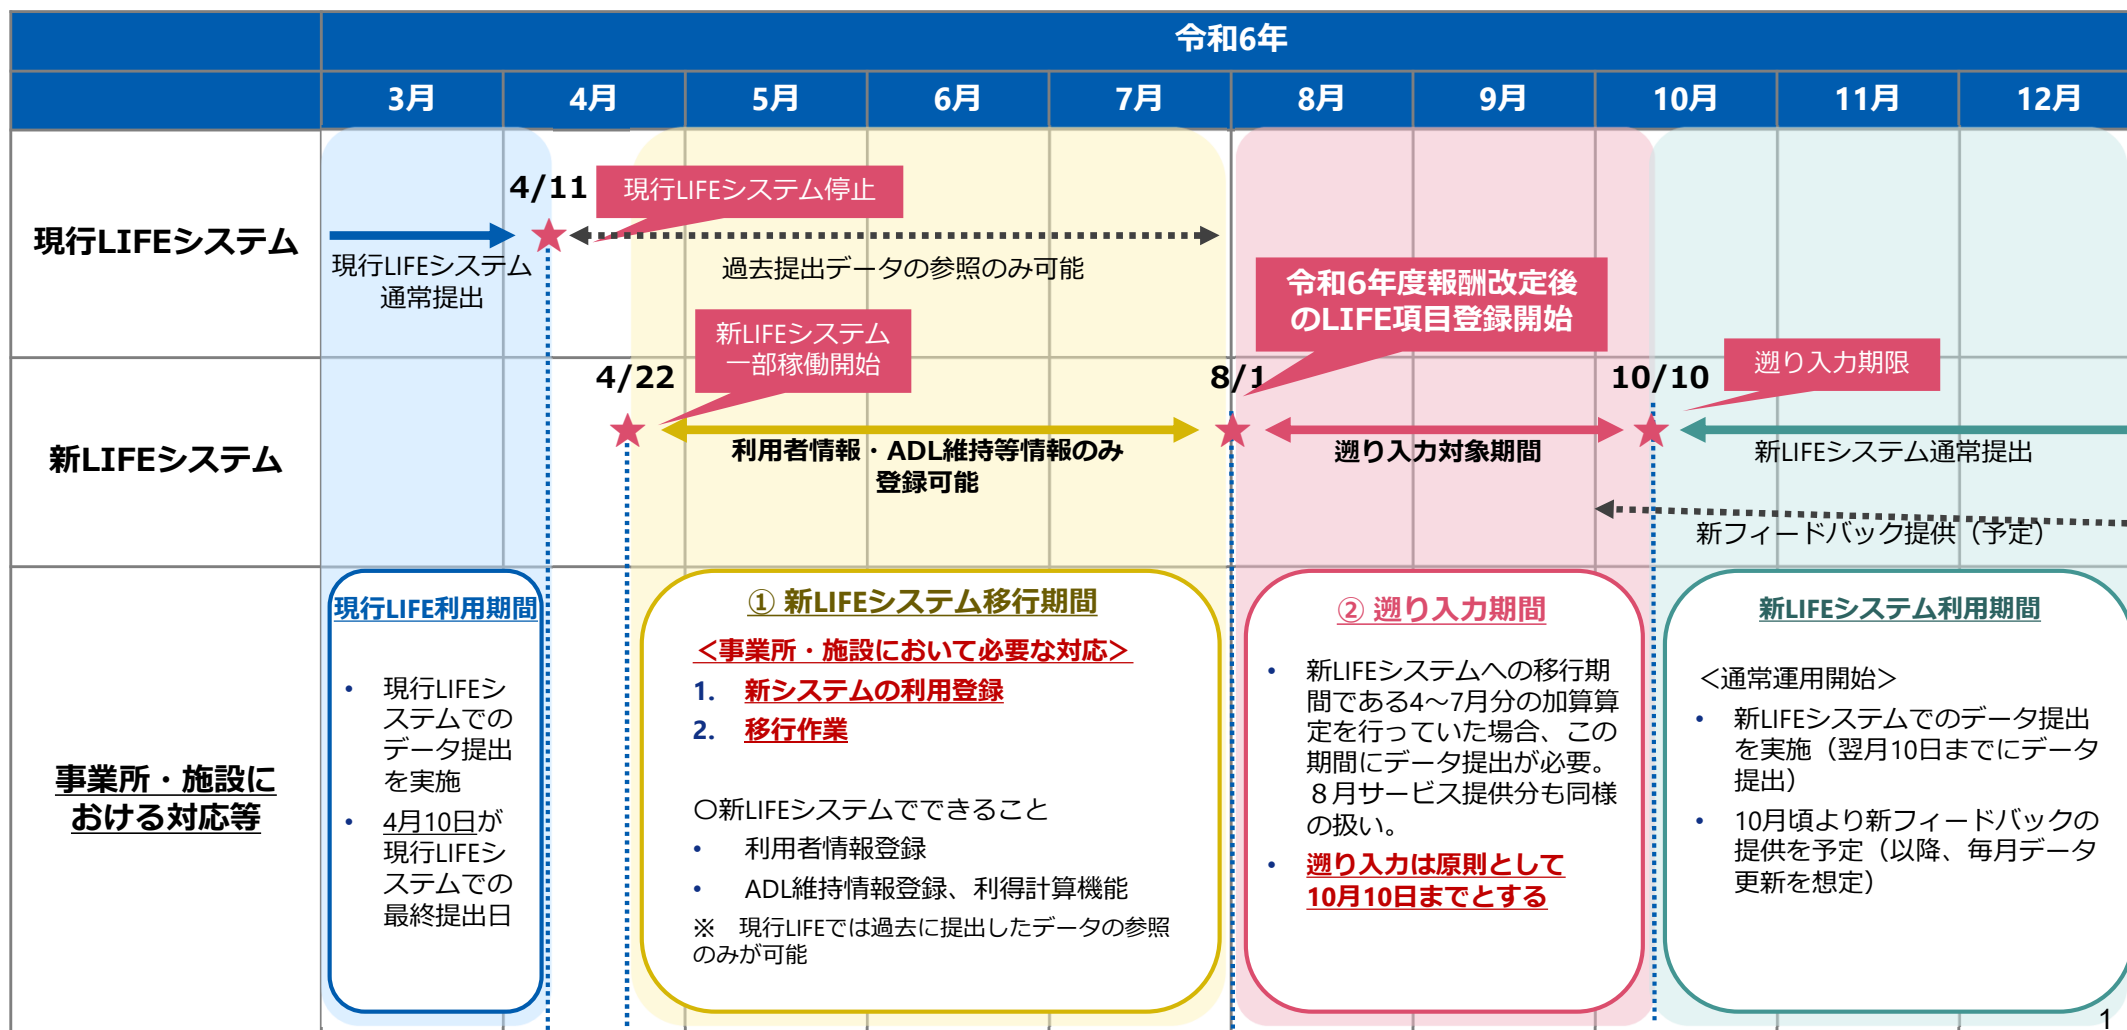 令和6年
3月
4月
5月
6月
7月
8月
9月
10月
11月
12月
現行LIFEシステム
現行LIFEシステム
通常提出
4/11
現行LIFEシステム停止
過去提出データの参照のみ可能
新LIFEシステム
4/22
新LIFEシステム
一部稼働開始
利用者情報・ADL維持等情報のみ
登録可能
8/1
令和6年度報酬改定後
のLIFE項目登録開始
遡り入力対象期間
10/10
遡り入力期限
新LIFEシステム通常提出
新フィードバック提供（予定）
事業所・施設に
おける対応等
現行LIFE利用期間
• 現行LIFEシ
ステムでの
データ提出
を実施
• 4月10日が
現行LIFEシ
ステムでの
最終提出日
① 新LIFEシステム移行期間
＜事業所・施設において必要な対応＞
1. 新システムの利用登録
2. 移行作業
〇新LIFEシステムでできること
• 利用者情報登録
• ADL維持情報登録、利得計算機能
※　現行LIFEでは過去に提出したデータの参照
のみが可能
② 遡り入力期間
• 新LIFEシステムへの移行期
間である4～7月分の加算算
定を行っていた場合、この
期間にデータ提出が必要。
８月サービス提供分も同様
の扱い。
• 遡り入力は原則として
10月10日までとする
新LIFEシステム利用期間
＜通常運用開始＞
• 新LIFEシステムでのデータ提出
を実施（翌月10日までにデータ
提出）
• 10月頃より新フィードバックの
提供を予定（以降、毎月データ
更新を想定）
1